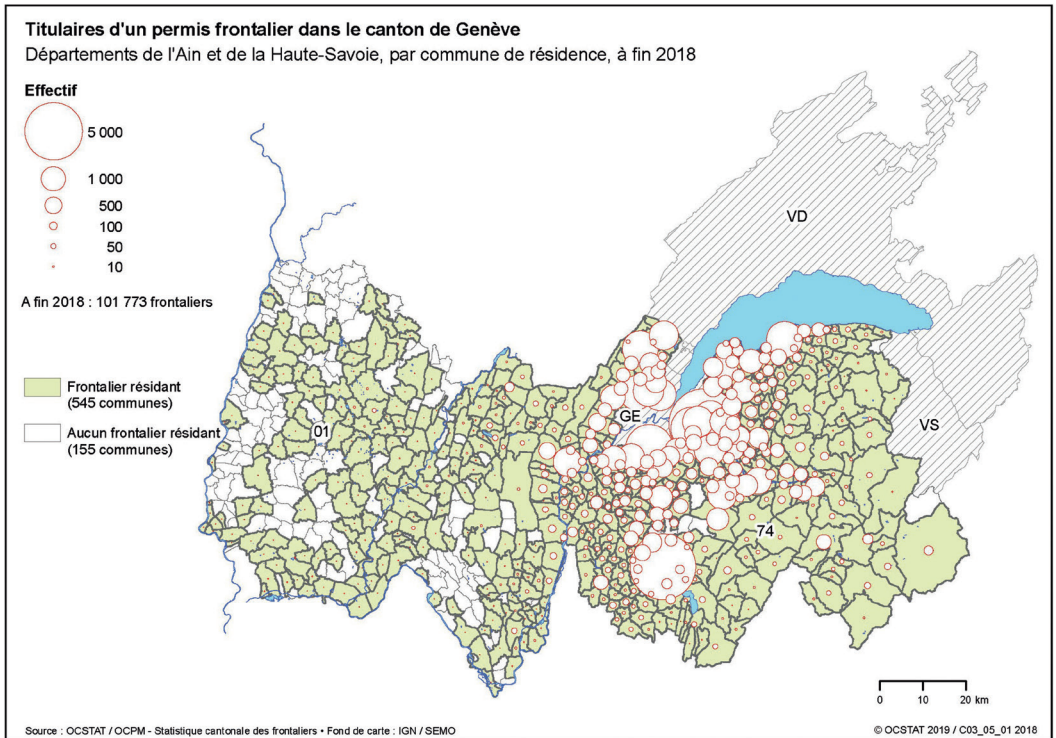 Titulaires d'un permis frontalier dans le canton de Genève
Départements de l'Ain et de la Haute-Savoie, par commune de résidence, à fin 2018
Effectif
5 000
1 000
500
100
50
10
A fin 2018 : 101 773 frontaliers
Frontalier résidant
(545 communes)
Aucun frontalier résidant
(155 communes)
VD
GE
VS
01
74
0 10 20 km
Source : OCSTAT / OCPM - Statistique cantonale des frontaliers • Fond de carte : IGN / SEMO
© OCSTAT 2019 / C03_05_01 2018